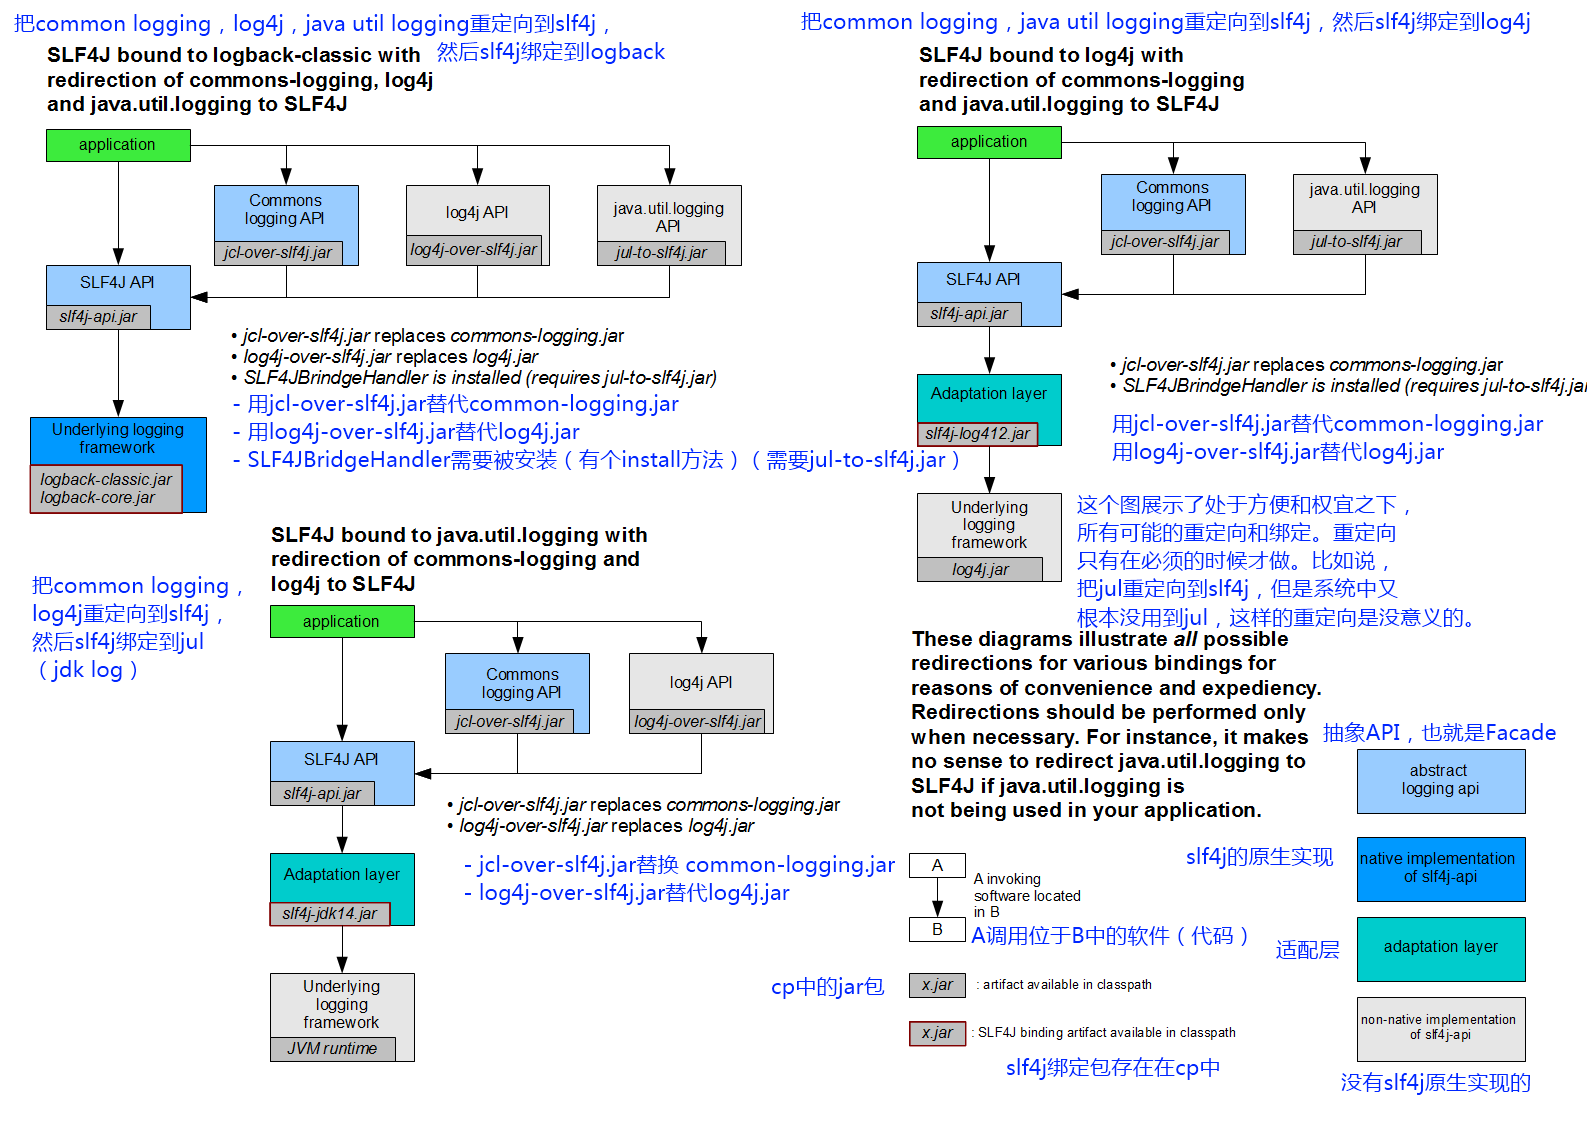 把common logging，log4j，java util logging重定向到slf4j，
然后slf4j绑定到logback
SLF4J bound to logback-classic with
redirection of commons-logging, log4j
and java.util.logging to SLF4J
application
Commons
logging API
jcl-over-slf4j.jar
log4j API
log4j-over-slf4j.jar
java.util.logging
API
jul-to-slf4j.jar
SLF4J API
slf4j-api.jar
• jcl-over-slf4j.jar replaces commons-logging.jar
• log4j-over-slf4j.jar replaces log4j.jar
• SLF4JBrindgeHandler is installed (requires jul-to-slf4j.jar)
- 用jcl-over-slf4j.jar替代common-logging.jar
- 用log4j-over-slf4j.jar替代log4j.jar
- SLF4JBridgeHandler需要被安装（有个install方法）（需要jul-to-slf4j.jar）
Underlying logging
framework
logback-classic.jar
logback-core.jar
把common logging，java util logging重定向到slf4j，然后slf4j绑定到log4j
SLF4J bound to log4j with
redirection of commons-logging
and java.util.logging to SLF4J
application
Commons
logging API
jcl-over-slf4j.jar
java.util.logging
API
jul-to-slf4j.jar
SLF4J API
slf4j-api.jar
• jcl-over-slf4j.jar replaces commons-logging.jar
• SLF4JBrindgeHandler is installed (requires jul-to-slf4j.jar
Adaptation layer
slf4j-log412.jar
用jcl-over-slf4j.jar替代common-logging.jar
用log4j-over-slf4j.jar替代log4j.jar
Underlying
logging
framework
log4j.jar
这个图展示了处于方便和权宜之下，
所有可能的重定向和绑定。重定向
只有在必须的时候才做。比如说，
把jul重定向到slf4j，但是系统中又
根本没用到jul，这样的重定向是没意义的。
SLF4J bound to java.util.logging with
redirection of commons-logging and
log4j to SLF4J
把common logging，
log4j重定向到slf4j，
然后slf4j绑定到jul
（jdk log）
application
Commons
logging API
jcl-over-slf4j.jar
log4j API
log4j-over-slf4j.jar
SLF4J API
slf4j-api.jar
• jcl-over-slf4j.jar replaces commons-logging.jar
• log4j-over-slf4j.jar replaces log4j.jar
- jcl-over-slf4j.jar替换 common-logging.jar
- log4j-over-slf4j.jar替代log4j.jar
Adaptation layer
slf4j-jdk14.jar
Underlying
logging
framework
JVM runtime
These diagrams illustrate all possible
redirections for various bindings for
reasons of convenience and expediency.
Redirections should be performed only
when necessary. For instance, it makes
no sense to redirect java.util.logging to
SLF4J if java.util.logging is
not being used in your application.
A
B
A invoking
software located
in B
A调用位于B中的软件（代码）
cp中的jar包
x.jar
: artifact available in classpath
x.jar
: SLF4J binding artifact available in classpath
slf4j绑定包存在在cp中
抽象API，也就是Facade
abstract
logging api
slf4j的原生实现
native implementation
of slf4j-api
适配层
adaptation layer
non-native implementation
of slf4j-api
没有slf4j原生实现的